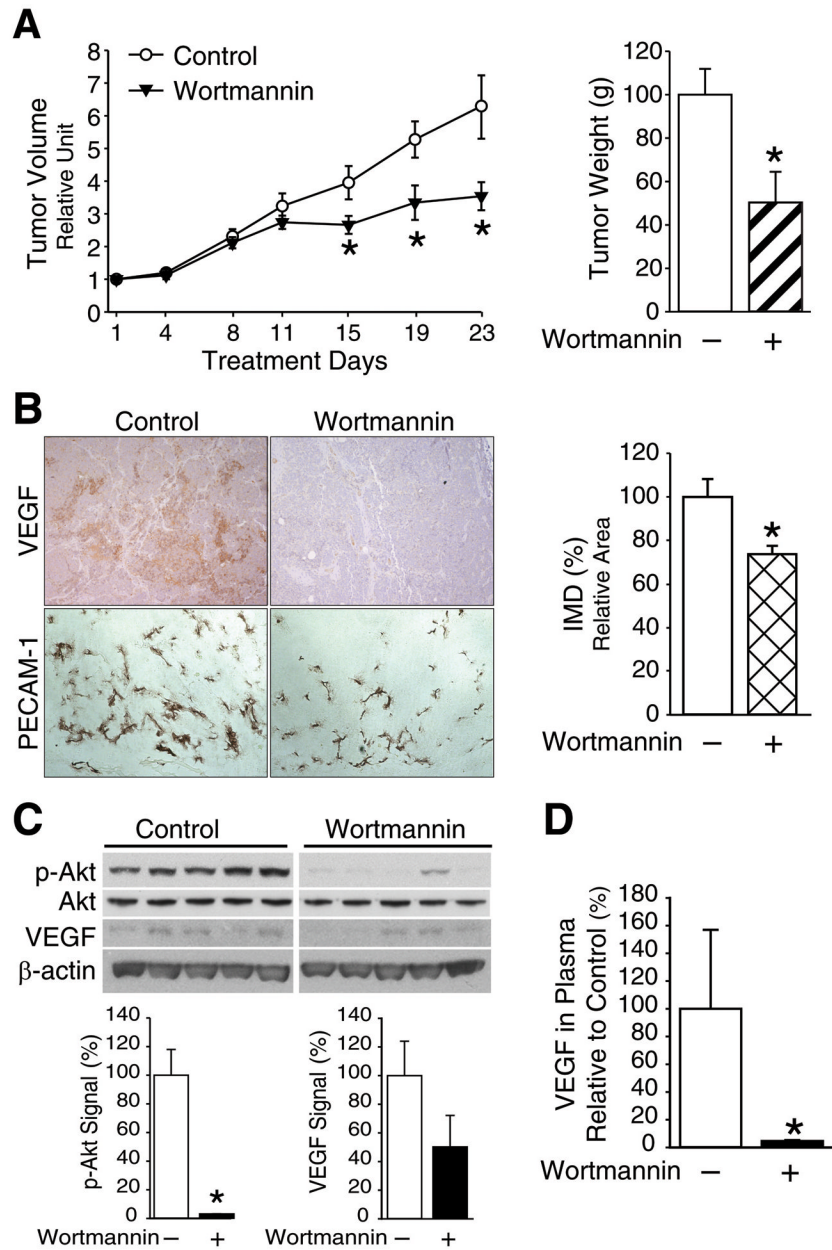 A
8
7
6
5
4
3
2
1
0
Tumor Volume
Relative Unit
Control
Wortmannin
*
*
*
1 4 8 11 15 19 23
Treatment Days
120
100
80
60
40
20
0
Tumor Weight (g)
*
Wortmannin − +
B
Control Wortmannin
VEGF
PECAM-1
120
100
80
60
40
20
0
IMD (%)
Relative Area
*
Wortmannin − +
C
Control Wortmannin
p-Akt
Akt
VEGF
β-actin
140
120
100
80
60
40
20
0
p-Akt Signal (%)
*
Wortmannin − +
140
120
100
80
60
40
20
0
VEGF Signal (%)
Wortmannin − +
D
180
160
140
120
100
80
60
40
20
0
VEGF in Plasma
Relative to Control (%)
*
Wortmannin − +